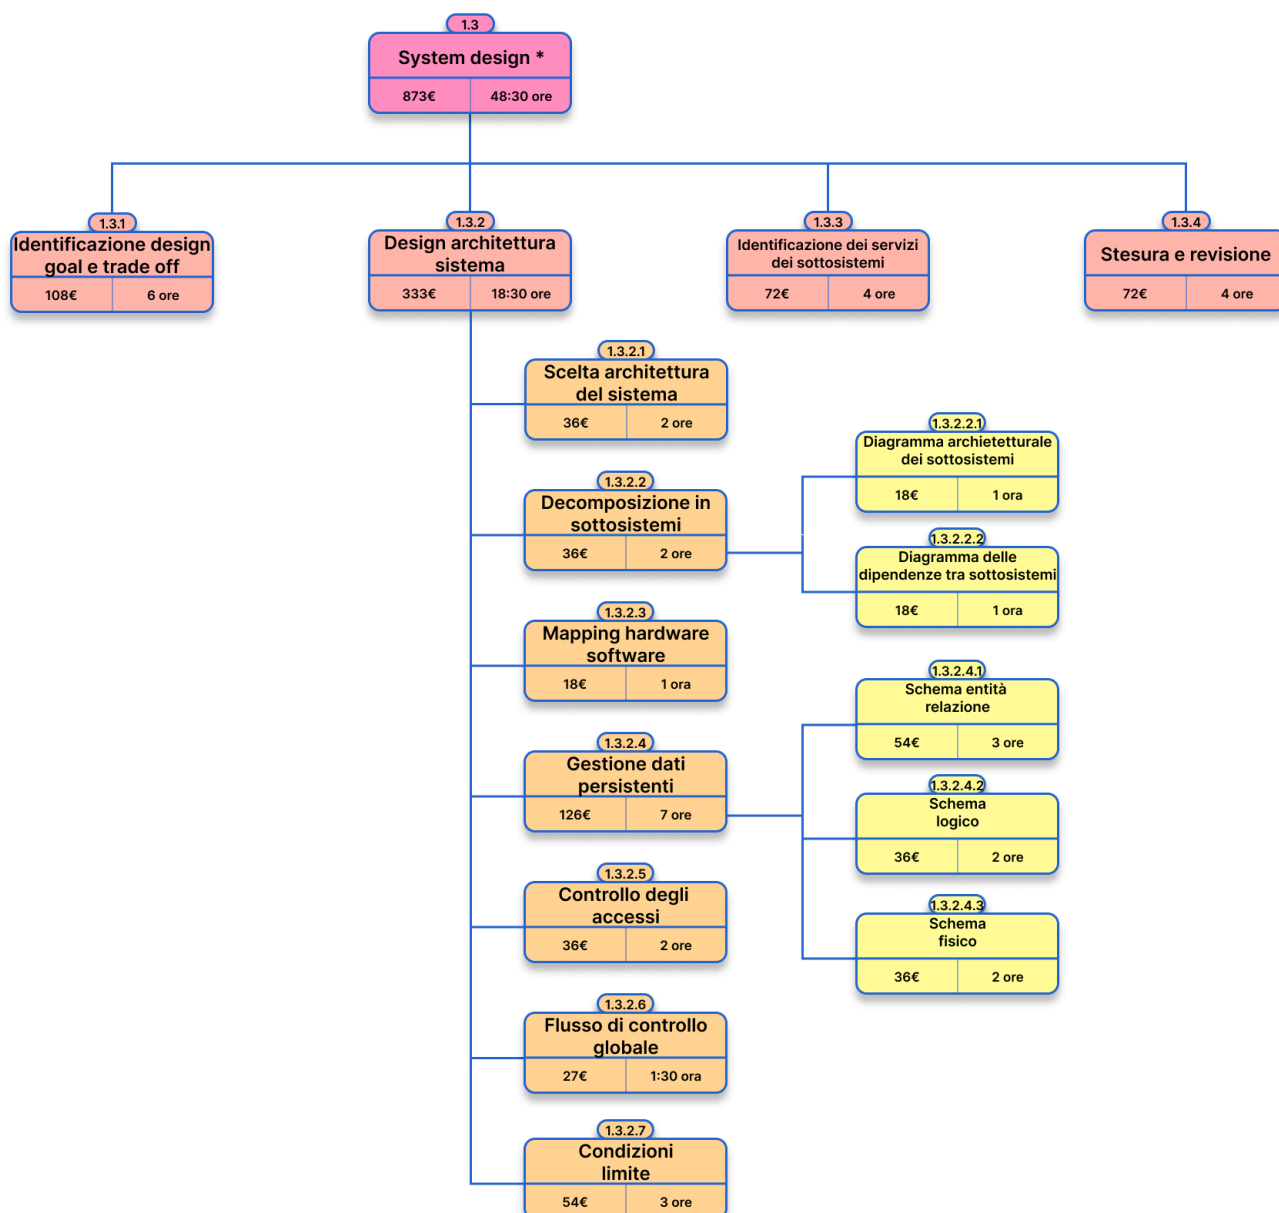 1.3
System design *
873€ 48:30 ore
1.3.1
Identificazione design
goal e trade off
108€ 6 ore
1.3.2
Design architettura
sistema
333€ 18:30 ore
1.3.3
Identificazione dei servizi
dei sottosistemi
72€ 4 ore
1.3.4
Stesura e revisione
72€ 4 ore
1.3.2.1
Scelta architettura
del sistema
36€ 2 ore
1.3.2.2
Decomposizione in
sottosistemi
36€ 2 ore
1.3.2.2.1
Diagramma archietetturale
dei sottosistemi
18€ 1 ora
1.3.2.2.2
Diagramma delle
dipendenze tra sottosistemi
18€ 1 ora
1.3.2.3
Mapping hardware
software
18€ 1 ora
1.3.2.4
Gestione dati
persistenti
126€ 7 ore
1.3.2.4.1
Schema entità
relazione
54€ 3 ore
1.3.2.4.2
Schema
logico
36€ 2 ore
1.3.2.4.3
Schema
fisico
36€ 2 ore
1.3.2.5
Controllo degli
accessi
36€ 2 ore
1.3.2.6
Flusso di controllo
globale
27€ 1:30 ora
1.3.2.7
Condizioni
limite
54€ 3 ore